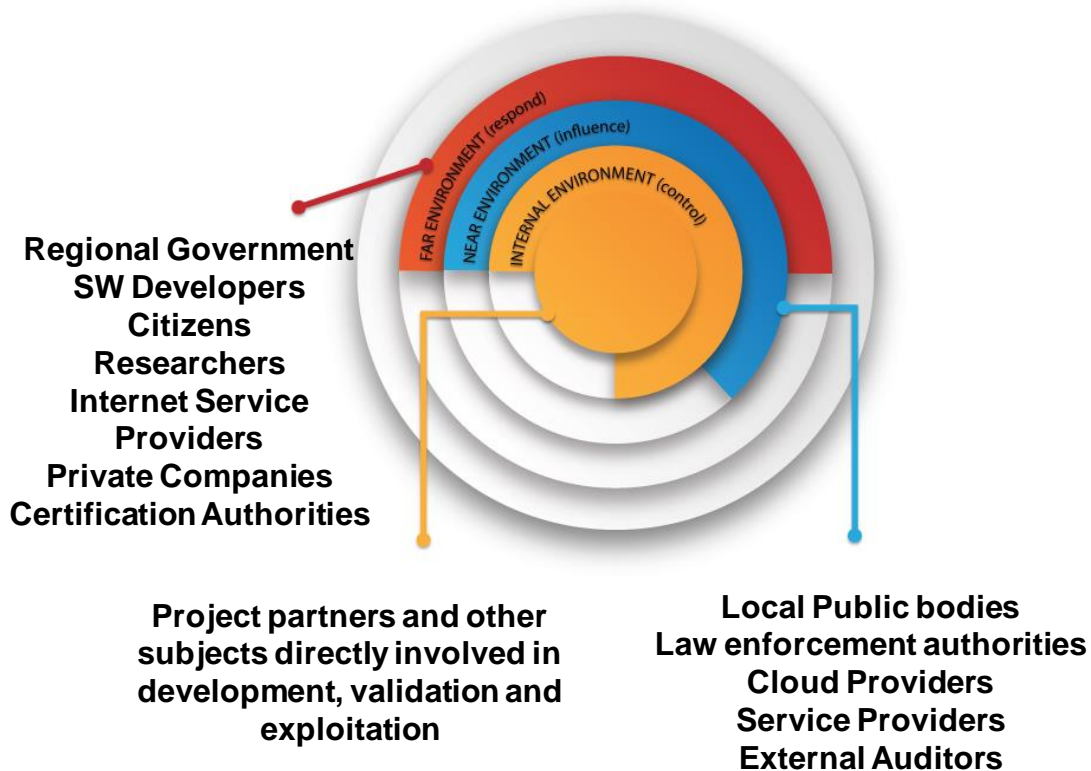 FAR ENVIRONMENT (respond)
NEAR ENVIRONMENT (influence)
INTERNAL ENVIRONMENT (control)
Regional Government
SW Developers
Citizens
Researchers
Internet Service
Providers
Private Companies
Certification Authorities
Project partners and other
subjects directly involved in
development, validation and
exploitation
Local Public bodies
Law enforcement authorities
Cloud Providers
Service Providers
External Auditors